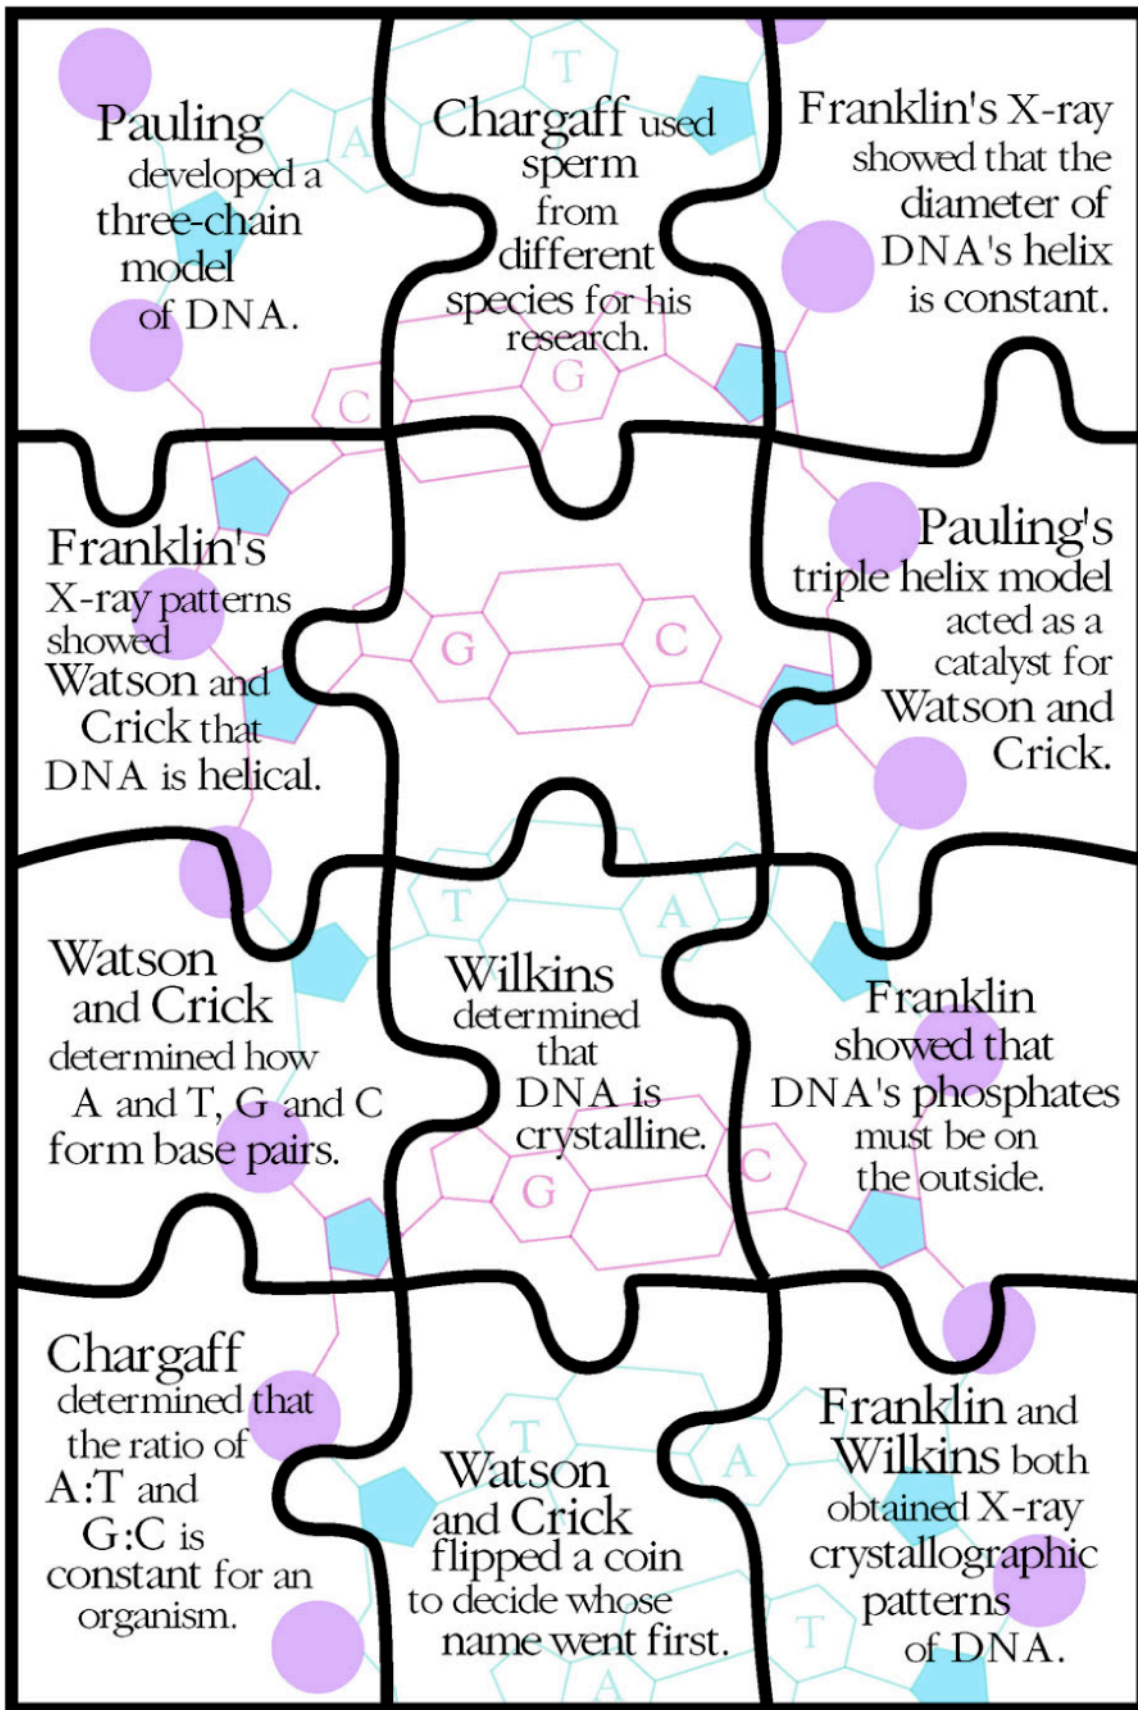 Pauling
developed a
three-chain
model
of DNA.
Chargaff used
sperm
from
different
species for his
research.
Franklin's X-ray
showed that the
diameter of
DNA's helix
is constant.
T
A
G
C
Franklin's
X-ray patterns
showed
Watson and
Crick that
DNA is helical.
G
C
Pauling's
triple helix model
acted as a
catalyst for
Watson and
Crick.
T
A
Watson
and Crick
determined how
A and T, G and C
form base pairs.
Wilkins
determined
that
DNA is
crystalline.
G
C
Franklin
showed that
DNA's phosphates
must be on
the outside.
Chargaff
determined that
the ratio of
A:T and
G:C is
constant for an
organism.
T
A
Watson
and Crick
flipped a coin
to decide whose
name went first.
Franklin and
Wilkins both
obtained X-ray
crystallographic
patterns
of DNA.
T
A